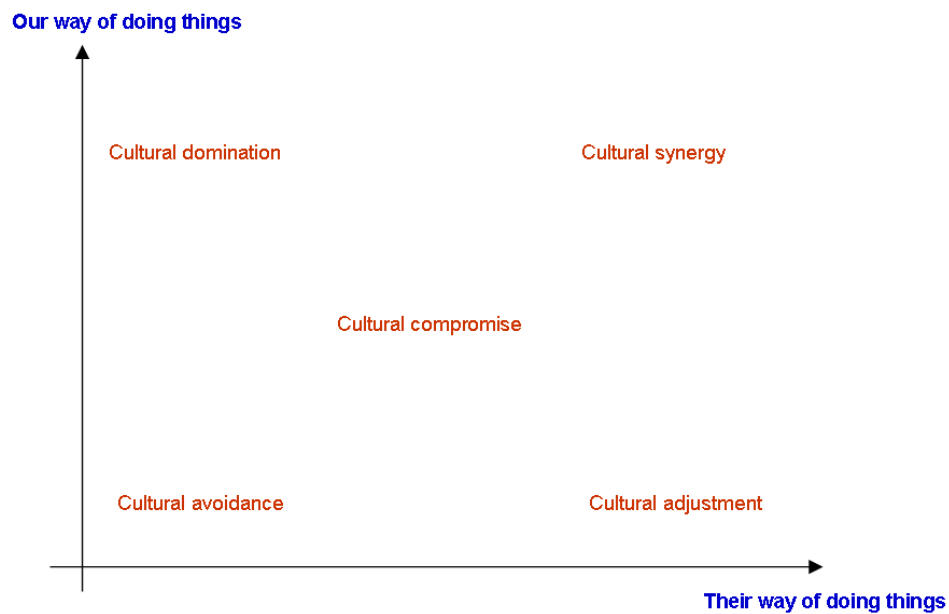 Our way of doing things
Cultural domination
Cultural synergy
Cultural compromise
Cultural avoidance
Cultural adjustment
Their way of doing things